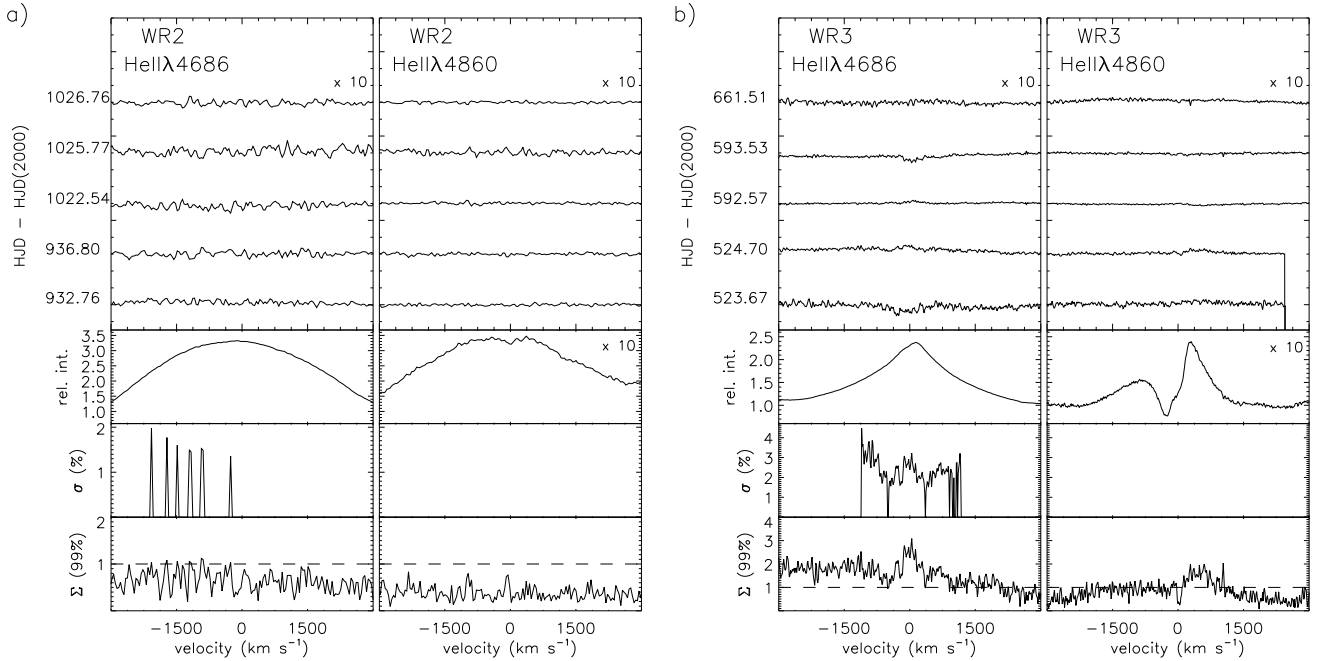 a)
WR2
HeIIλ4686
x 10
WR2
HeIIλ4860
x 10
HJD − HJD(2000)
1026.76
1025.77
1022.54
936.80
932.76
rel. int.
3.5
3.0
2.5
2.0
1.5
1.0
x 10
σ (%)
2
1
Σ (99%)
2
1
−1500 0 1500
velocity (km s⁻¹)
−1500 0 1500
velocity (km s⁻¹)
b)
WR3
HeIIλ4686
x 10
WR3
HeIIλ4860
x 10
HJD − HJD(2000)
661.51
593.53
592.57
524.70
523.67
rel. int.
2.5
2.0
1.5
1.0
x 10
σ (%)
4
3
2
1
Σ (99%)
4
3
2
1
−1500 0 1500
velocity (km s⁻¹)
−1500 0 1500
velocity (km s⁻¹)